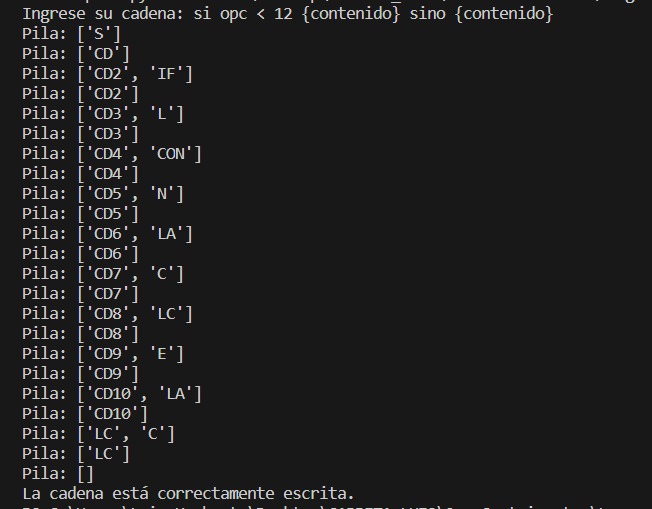 Ingrese su cadena: si opc < 12 {contenido} sino {contenido}
Pila: ['S']
Pila: ['CD']
Pila: ['CD2', 'IF']
Pila: ['CD2']
Pila: ['CD3', 'L']
Pila: ['CD3']
Pila: ['CD4', 'CON']
Pila: ['CD4']
Pila: ['CD5', 'N']
Pila: ['CD5']
Pila: ['CD6', 'LA']
Pila: ['CD6']
Pila: ['CD7', 'C']
Pila: ['CD7']
Pila: ['CD8', 'LC']
Pila: ['CD8']
Pila: ['CD9', 'E']
Pila: ['CD9']
Pila: ['CD10', 'LA']
Pila: ['CD10']
Pila: ['LC', 'C']
Pila: ['LC']
Pila: []
La cadena está correctamente escrita.